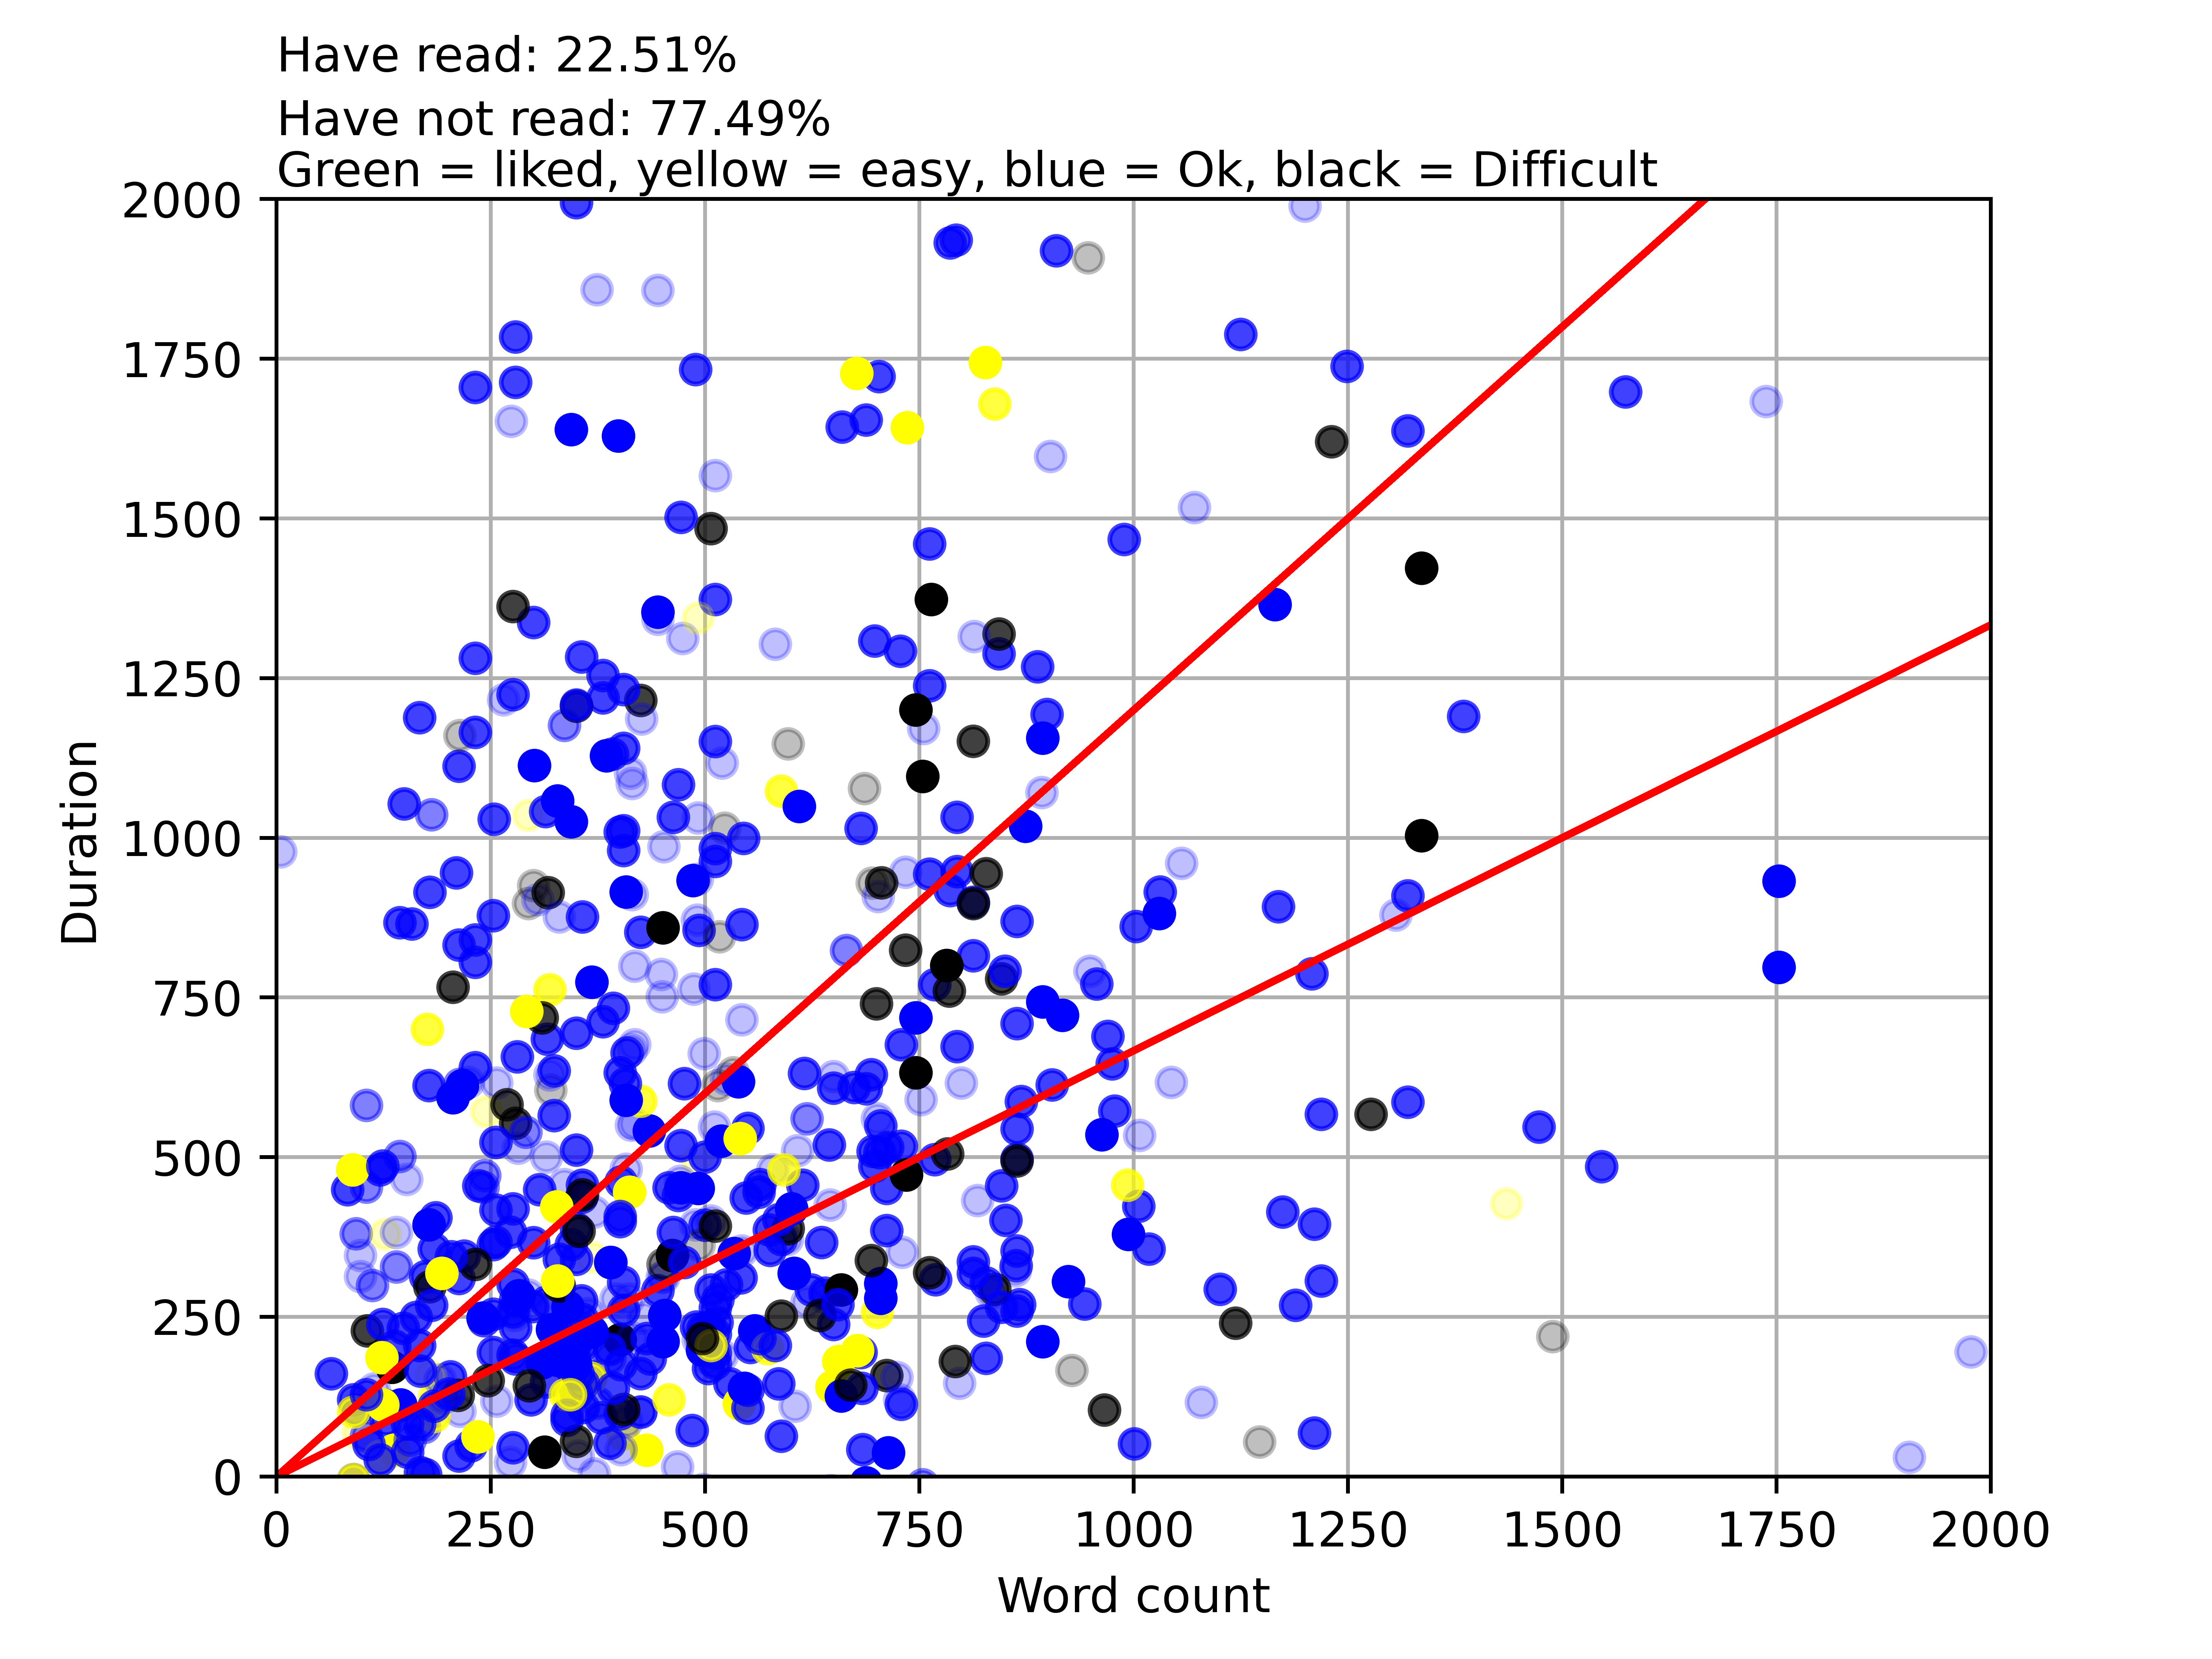 Have read: 22.51%
Have not read: 77.49%
Green = liked, yellow = easy, blue = Ok, black = Difficult
2000
1750
1500
1250
1000
750
500
250
0
Duration
0 250 500 750 1000 1250 1500 1750 2000
Word count